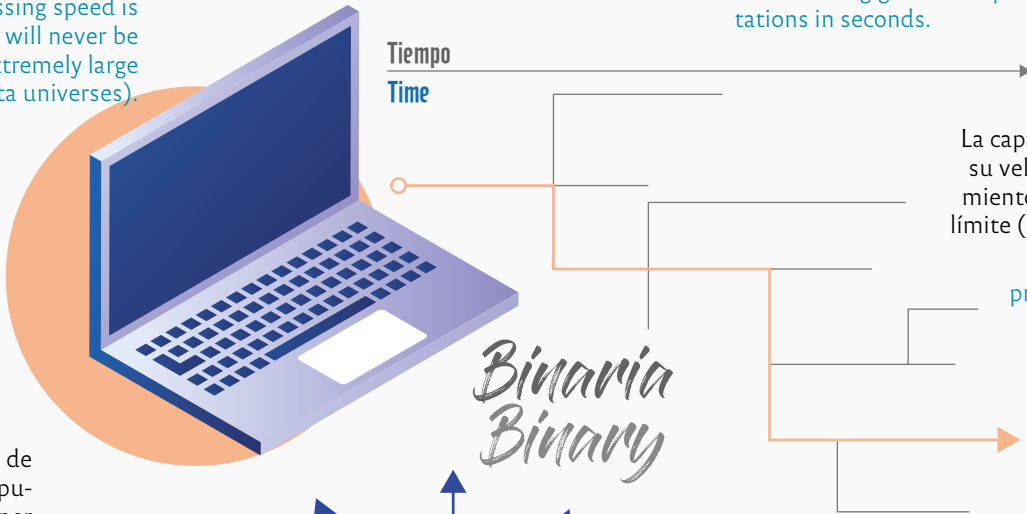 ssing speed is
will never be
xtremely large
ta universes).
tations in seconds.
Tiempo
Time
La cap
su vel
miento
límite (
pr
Binaria
Binary
de
pu-